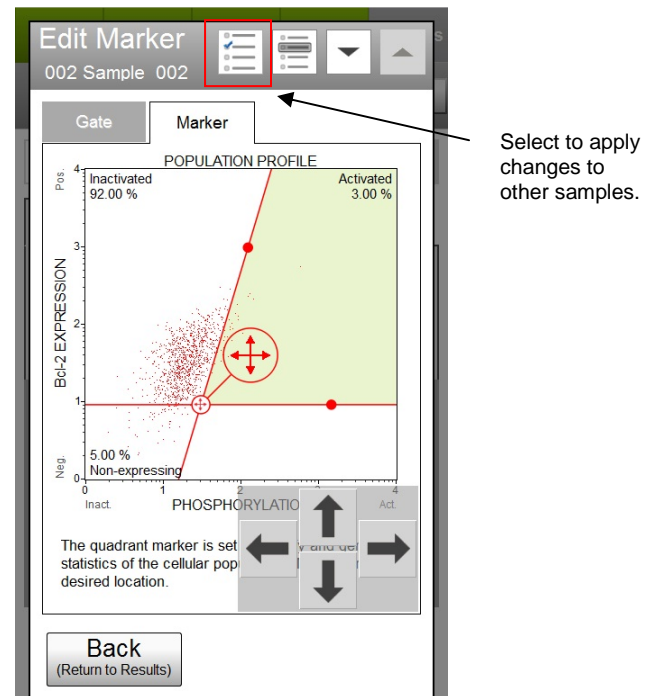 Edit Marker
002 Sample 002
s
Gate
Marker
Select to apply
changes to
other samples.
POPULATION PROFILE
Pos.
4
Inactivated
92.00 %
Activated
3.00 %
3
Bcl-2 EXPRESSION
2
1
5.00 %
Non-expressing
Neg.
0
0
1
2
4
Inact.
PHOSPHORYLATIO
Act.
The quadrant marker is set
statistics of the cellular pop
desired location.
Back
(Return to Results)